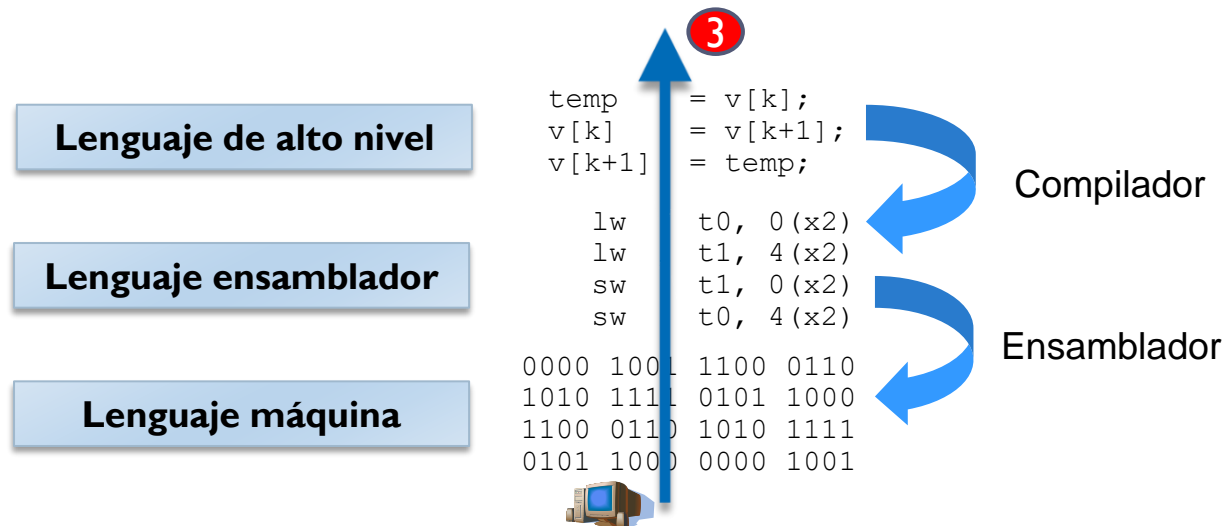 3
Lenguaje de alto nivel
temp = v[k];
v[k] = v[k+1];
v[k+1] = temp;
Compilador
Lenguaje ensamblador
lw t0, 0(x2)
lw t1, 4(x2)
sw t1, 0(x2)
sw t0, 4(x2)
Ensamblador
Lenguaje máquina
0000 1001 1100 0110
1010 1111 0101 1000
1100 0110 1010 1111
0101 1000 0000 1001